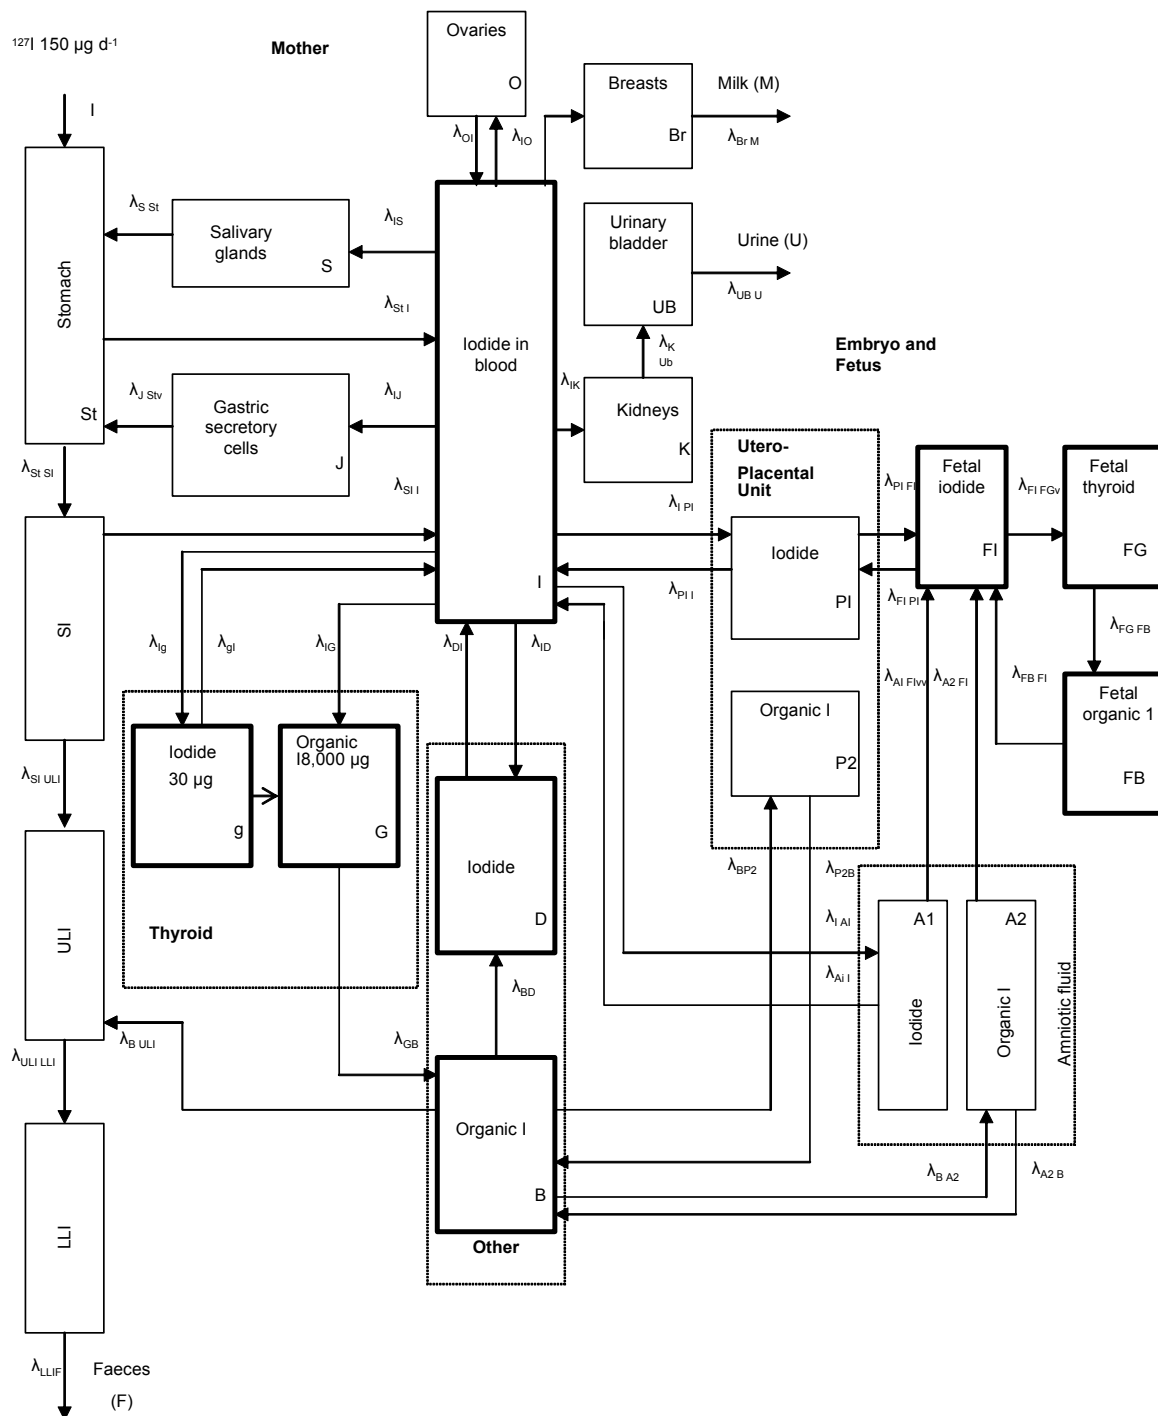 ¹²⁷I 150 µg d⁻¹
Mother
I
Stomach
St
Ovaries
O
λOI
λIO
Breasts
Br
Milk (M)
λBr M
λS St
Salivary
glands
S
λIS
λSt I
Iodide in
blood
I
Urinary
bladder
UB
Urine (U)
λUB U
λK
Ub
λJ Stv
Gastric
secretory
cells
J
λIJ
λIK
Kidneys
K
Embryo and
Fetus
λSt SI
λSI I
λI PI
Utero-
Placental
Unit
Iodide
PI
λPI FI
Fetal
iodide
FI
λFI FGv
Fetal
thyroid
FG
SI
λPI I
λFI PI
λFG FB
λIg
λgI
λIG
λDI
λID
λAI FIvv
λA2 FI
λFB FI
Fetal
organic 1
FB
Iodide
30 µg
g
Organic
I8,000 µg
G
Organic I
P2
λSI ULI
Thyroid
Iodide
D
λBP2
λP2B
ULI
λI AI
λAi I
A1
Iodide
A2
Organic I
Amniotic fluid
λBD
λB ULI
λULI LLI
λGB
Organic I
B
Other
λB A2
λA2 B
LLI
λLLIF
Faeces
(F)